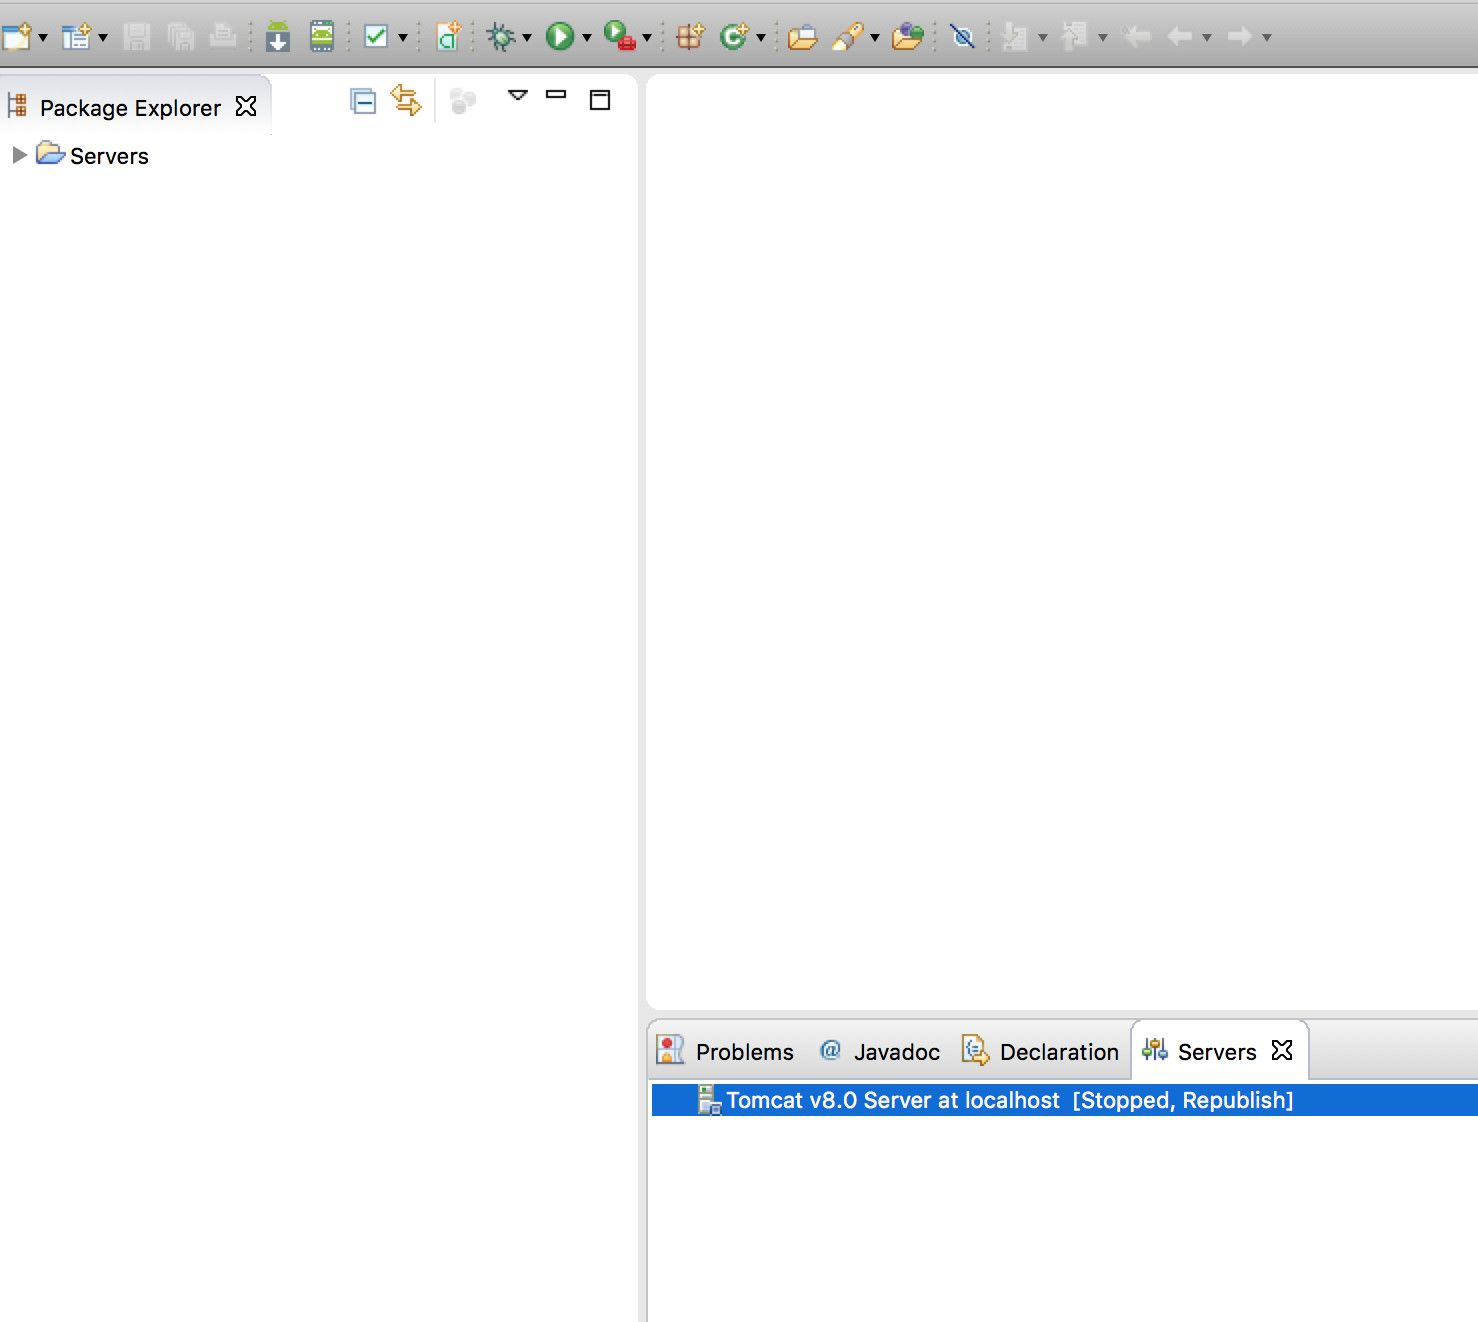 Package Explorer
Servers
Problems
Javadoc
Declaration
Servers
Tomcat v8.0 Server at localhost  [Stopped, Republish]